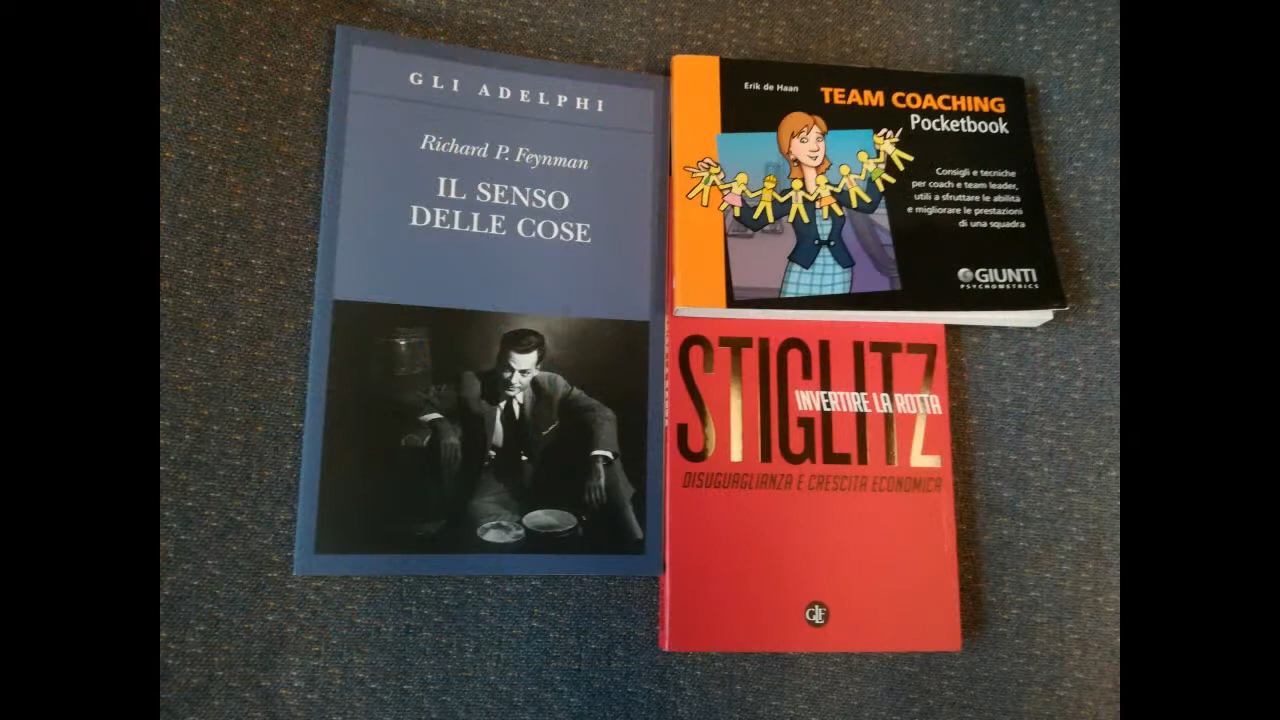 GLI ADELPHI
Richard P. Feynman
IL SENSO
DELLE COSE
Erik de Haan
TEAM COACHING
Pocketbook
Consigli e tecniche
per coach e team leader,
utili a sfruttare le abilità
e migliorare le prestazioni
di una squadra
GIUNTI
PSYCHOMETRICS
STIGLITZ
INVERTIRE LA ROTTA
DISUGUAGLIANZA E CRESCITA ECONOMICA
GLF